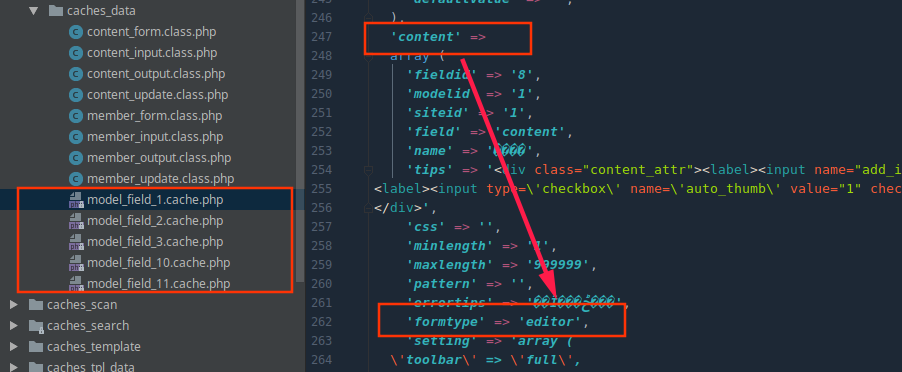 caches_data
content_form.class.php
content_input.class.php
content_output.class.php
content_update.class.php
member_form.class.php
member_input.class.php
member_output.class.php
member_update.class.php
model_field_1.cache.php
model_field_2.cache.php
model_field_3.cache.php
model_field_10.cache.php
model_field_11.cache.php
caches_scan
caches_search
caches_template
caches_tpl_data
246 ),
247 'content' =>
248 array (
249 'fieldid' => '8',
250 'modelid' => '1',
251 'siteid' => '1',
252 'field' => 'content',
253 'name' => '����',
254 'tips' => '<div class="content_attr"><label><input name="add_i
255 <label><input type=\'checkbox\' name=\'auto_thumb\' value="1" chec
256 </div>',
257 'css' => '',
258 'minlength' => '1',
259 'maxlength' => '999999',
260 'pattern' => '',
261 'errortips' => '
262 'formtype' => 'editor',
263 'setting' => 'array (
264 \'toolbar\' => \'full\',